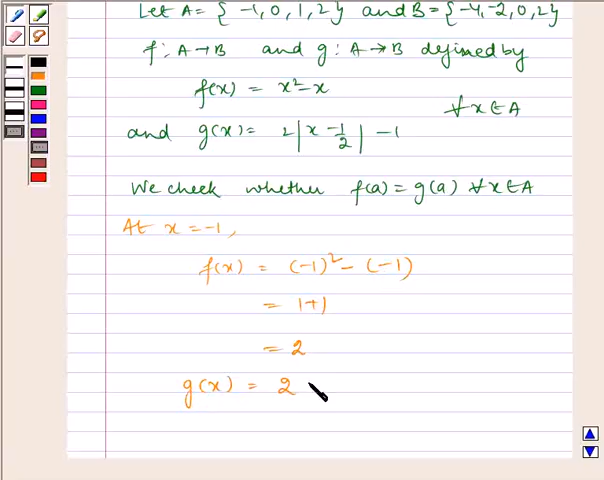 Let A = { -1, 0, 1, 2 } and B = { -4, -2, 0, 2 }
f : A → B and g : A → B defined by
f(x) = x² - x
∀ x ∈ A
and g(x) = 2 | x - 1/2 | - 1
We check whether f(a) = g(a) ∀ x ∈ A
At x = -1,
f(x) = (-1)² - (-1)
= 1+1
= 2
g(x) = 2